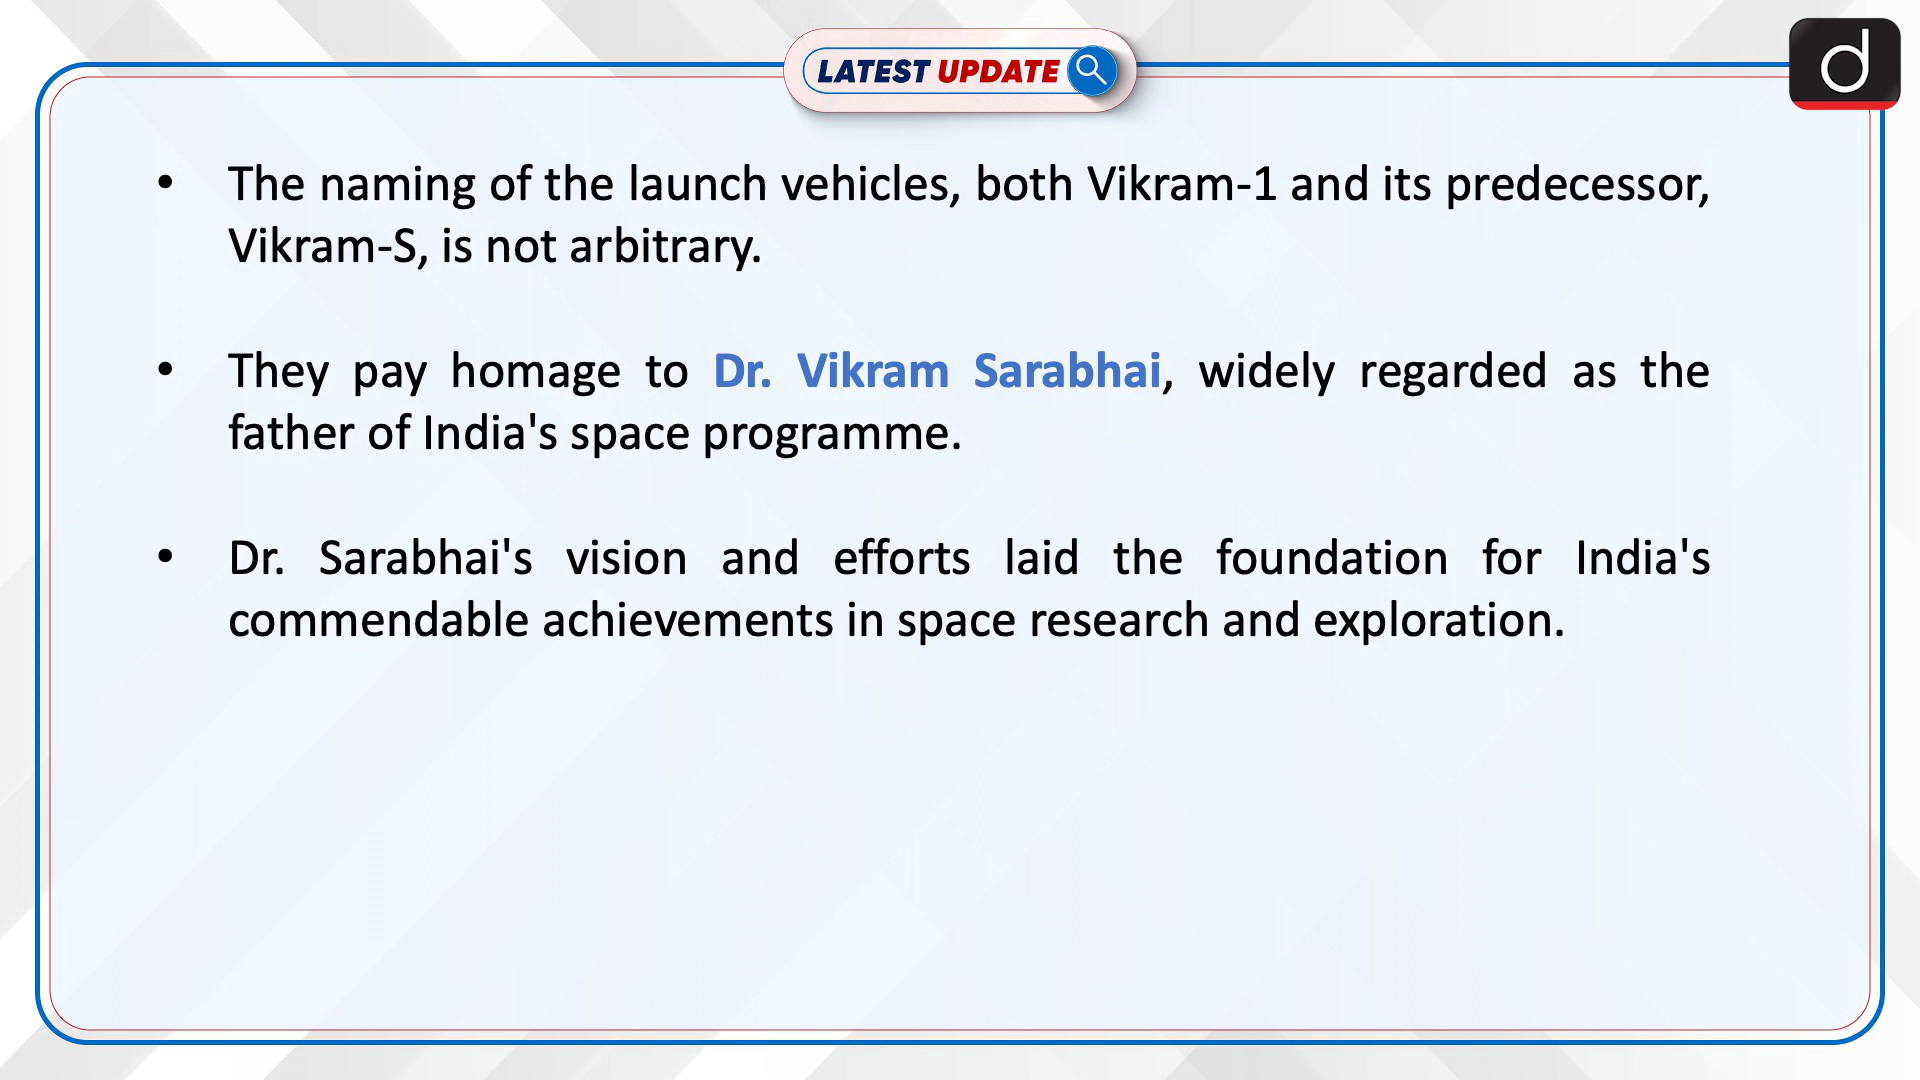 LATEST UPDATE
d
• The naming of the launch vehicles, both Vikram-1 and its predecessor,
Vikram-S, is not arbitrary.
• They pay homage to Dr. Vikram Sarabhai, widely regarded as the
father of India's space programme.
• Dr. Sarabhai's vision and efforts laid the foundation for India's
commendable achievements in space research and exploration.